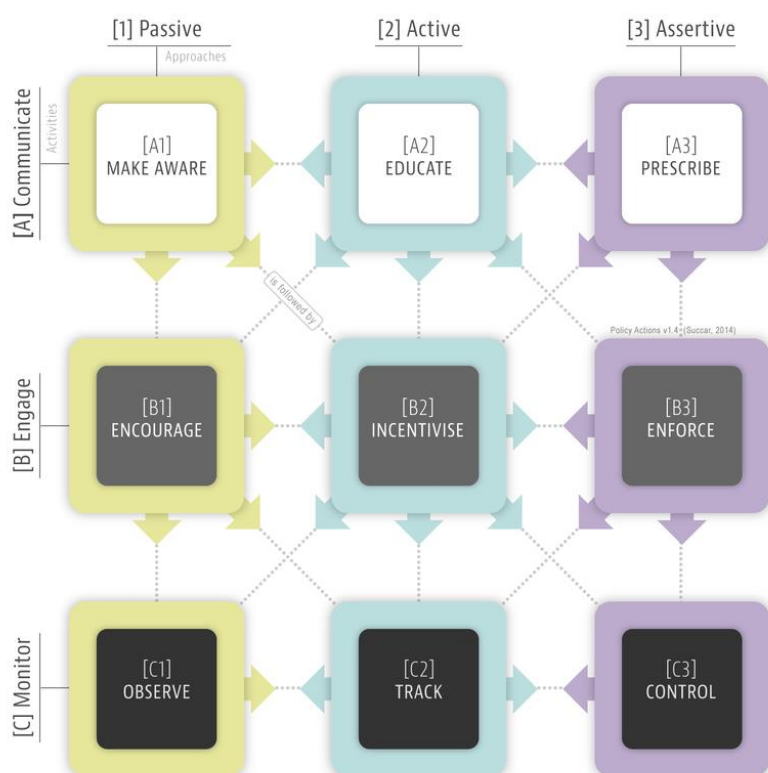 [1] Passive
[2] Active
[3] Assertive
Approaches
Activities
[A] Communicate
[A1]
MAKE AWARE
[A2]
EDUCATE
[A3]
PRESCRIBE
is followed by
Policy Actions v1.4 (Succar, 2014)
[B] Engage
[B1]
ENCOURAGE
[B2]
INCENTIVISE
[B3]
ENFORCE
[C] Monitor
[C1]
OBSERVE
[C2]
TRACK
[C3]
CONTROL